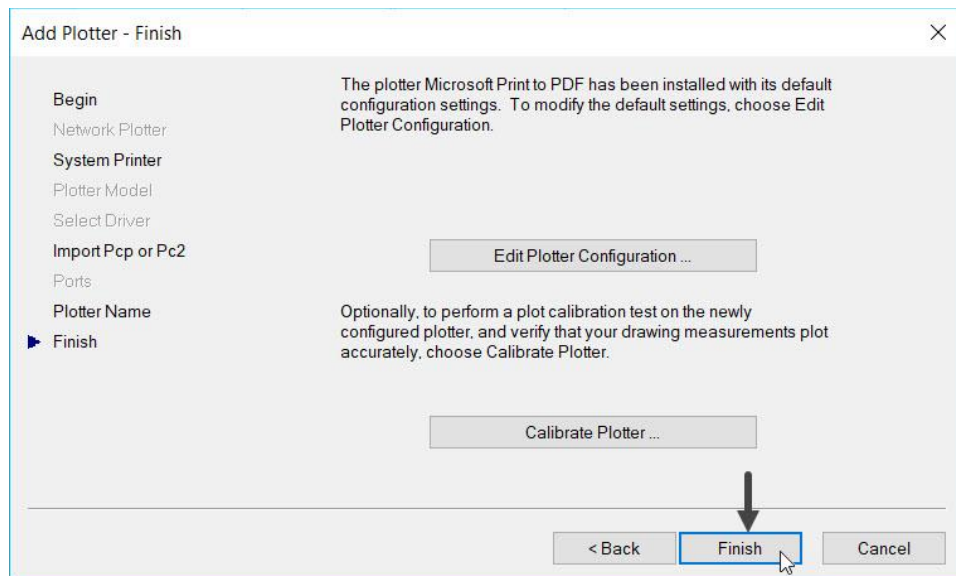 Add Plotter - Finish
Begin
Network Plotter
System Printer
Plotter Model
Select Driver
Import Pcp or Pc2
Ports
Plotter Name
Finish
The plotter Microsoft Print to PDF has been installed with its default
configuration settings. To modify the default settings, choose Edit
Plotter Configuration.
Edit Plotter Configuration ...
Optionally, to perform a plot calibration test on the newly
configured plotter, and verify that your drawing measurements plot
accurately, choose Calibrate Plotter.
Calibrate Plotter ...
< Back
Finish
Cancel